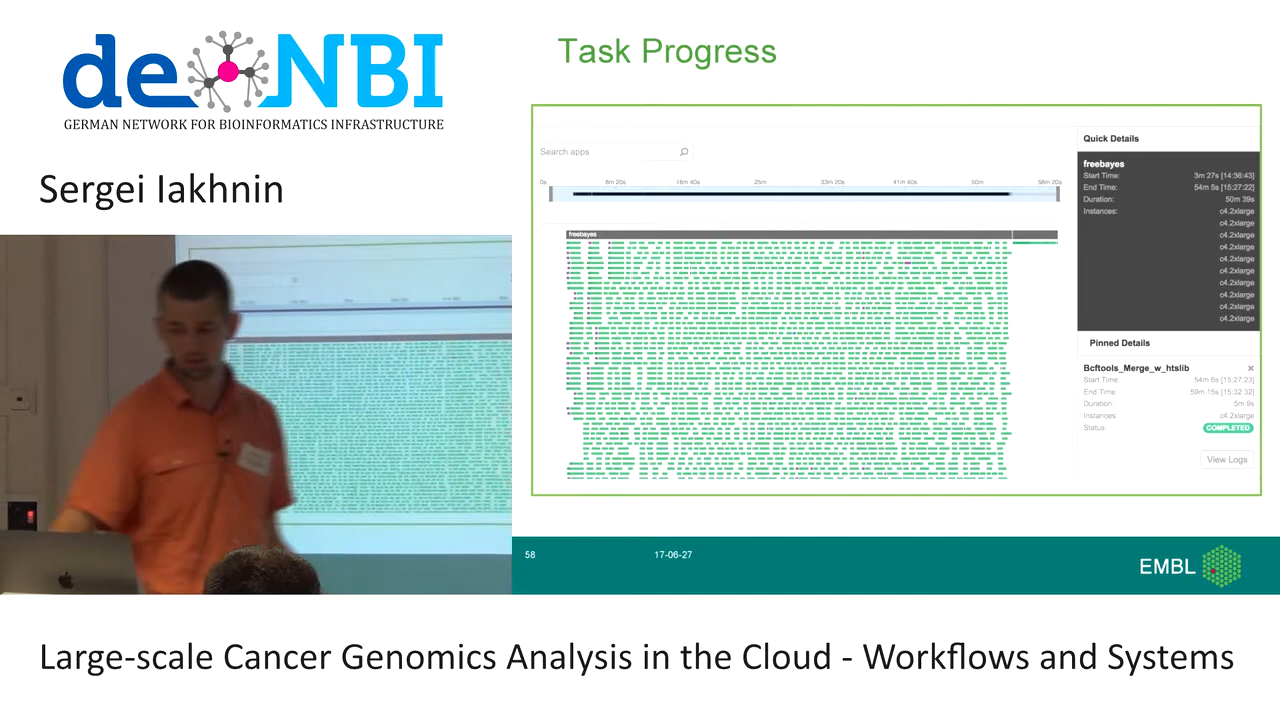 de NBI
GERMAN NETWORK FOR BIOINFORMATICS INFRASTRUCTURE
Sergei Iakhnin
Task Progress
Search apps
0s 8m 20s 16m 40s 25m 33m 20s 41m 40s 50m 58m 20s
freebayes
Quick Details
freebayes
Start Time: 3m 27s [14:36:43]
End Time: 54m 5s [15:27:22]
Duration: 50m 39s
Instances: c4.2xlarge
c4.2xlarge
c4.2xlarge
c4.2xlarge
c4.2xlarge
c4.2xlarge
c4.2xlarge
c4.2xlarge
c4.2xlarge
c4.2xlarge
Pinned Details
Bcftools_Merge_w_htslib
Start Time: 54m 6s [15:27:23]
End Time: 59m 15s [15:32:32]
Duration: 5m 9s
Instances: c4.2xlarge
Status COMPLETED
View Logs
58 17-06-27
EMBL
Large-scale Cancer Genomics Analysis in the Cloud - Workflows and Systems